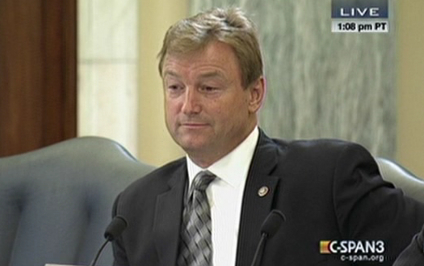 LIVE
1:08 pm PT
C-SPAN3
c-span.org